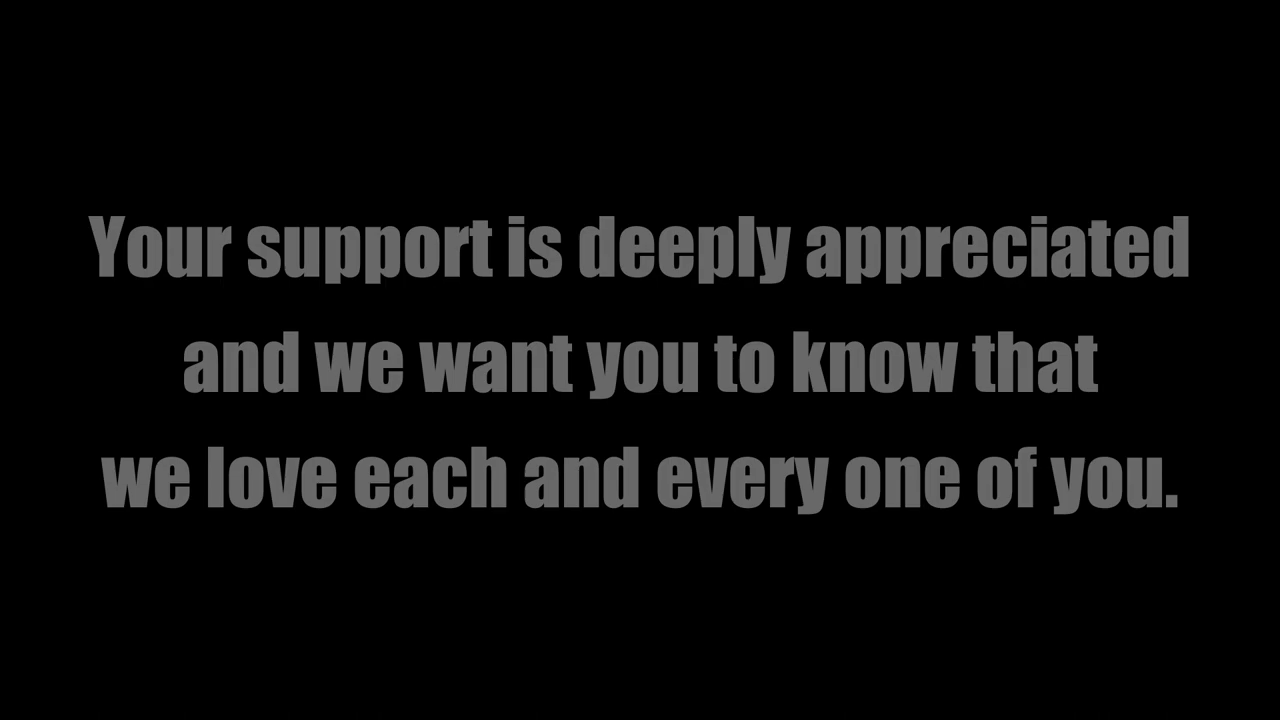 Your support is deeply appreciated
and we want you to know that
we love each and every one of you.